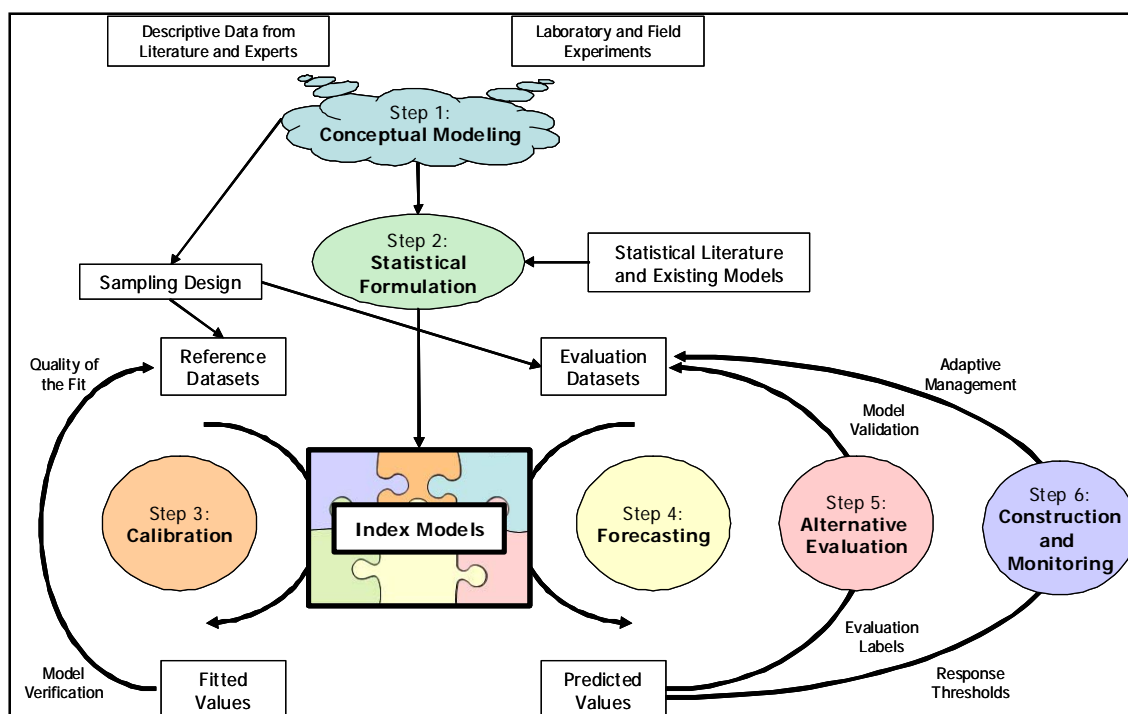 Descriptive Data from
Literature and Experts
Laboratory and Field
Experiments
Step 1:
Conceptual Modeling
Step 2:
Statistical
Formulation
Statistical Literature
and Existing Models
Sampling Design
Quality of
the Fit
Reference
Datasets
Evaluation
Datasets
Adaptive
Management
Model
Validation
Step 3:
Calibration
Index Models
Step 4:
Forecasting
Step 5:
Alternative
Evaluation
Step 6:
Construction
and
Monitoring
Model
Verification
Fitted
Values
Predicted
Values
Evaluation
Labels
Response
Thresholds